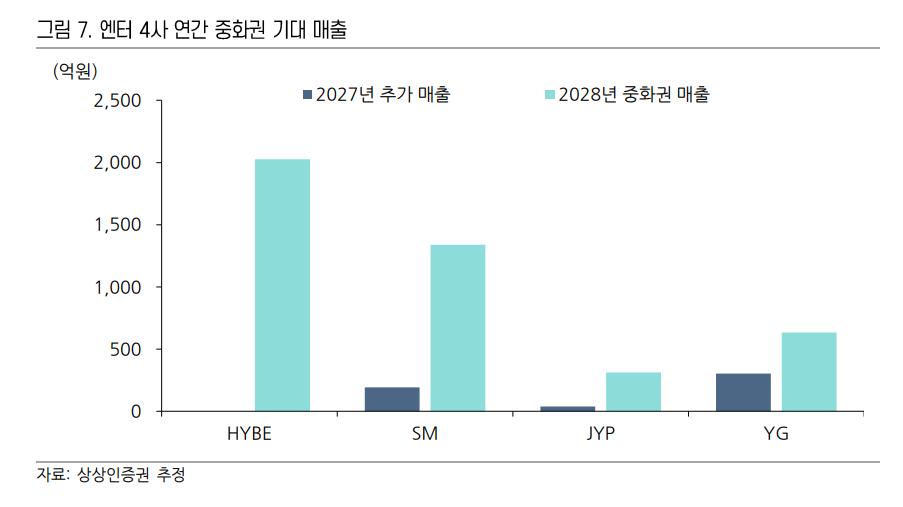 그림 7. 엔터 4사 연간 중화권 기대 매출
(억원)
2027년 추가 매출
2028년 중화권 매출
2,500
2,000
1,500
1,000
500
0
HYBE
SM
JYP
YG
자료: 상상인증권 추정